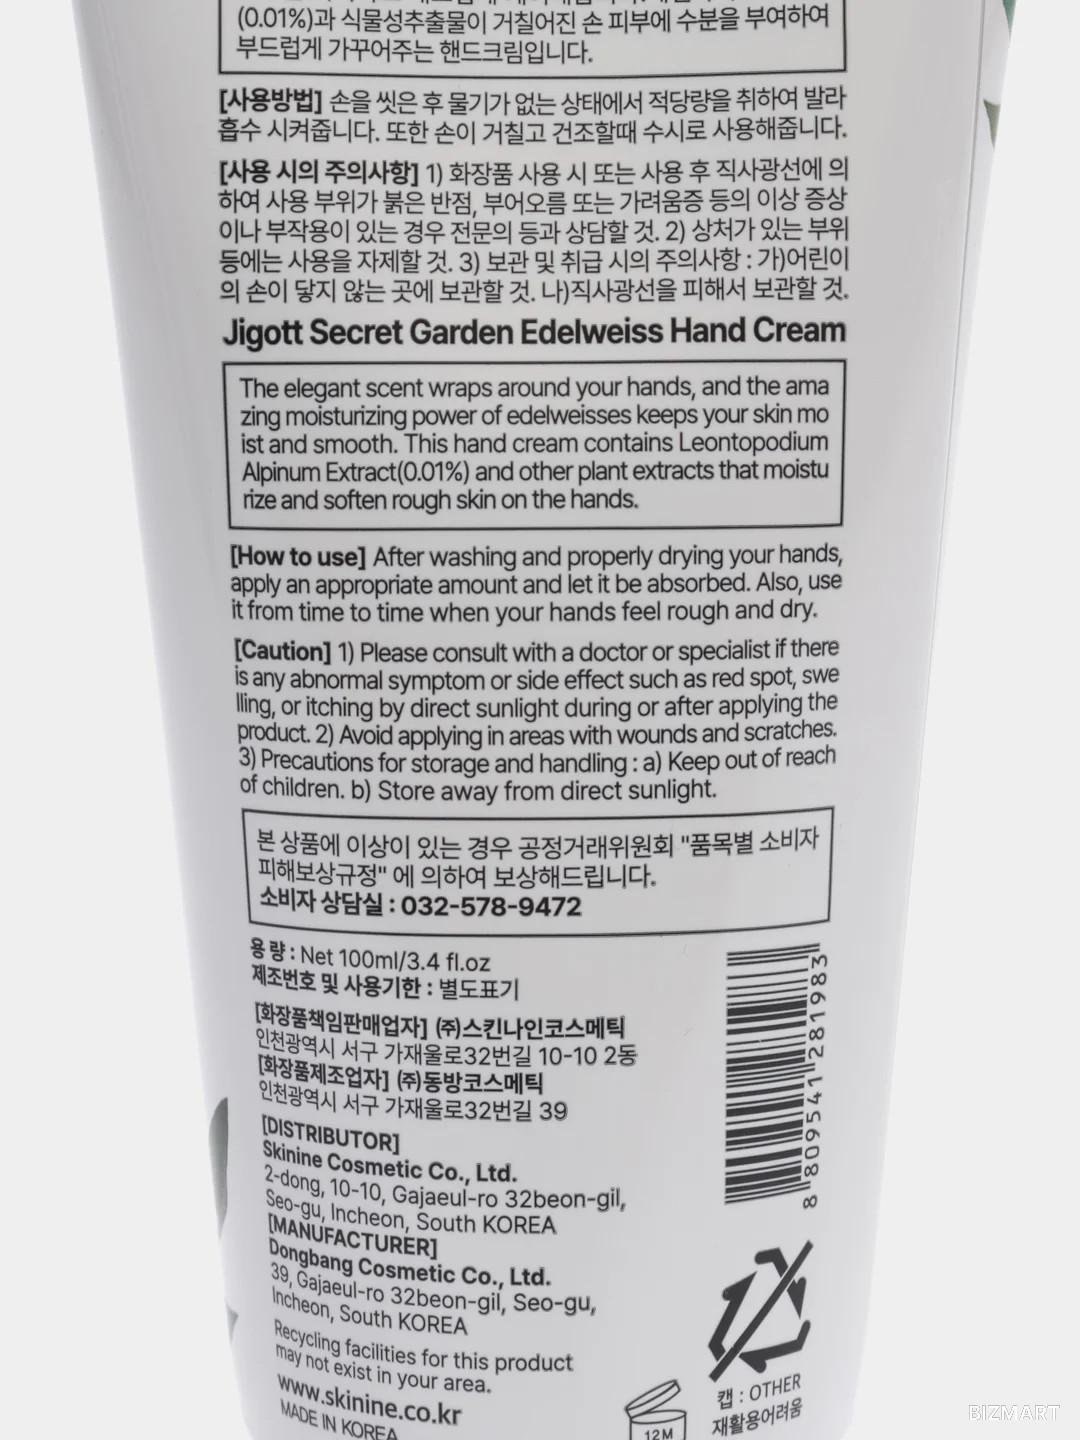 (0.01%)과 식물성추출물이 거칠어진 손 피부에 수분을 부여하여
부드럽게 가꾸어주는 핸드크림입니다.
[사용방법] 손을 씻은 후 물기가 없는 상태에서 적당량을 취하여 발라
흡수 시켜줍니다. 또한 손이 거칠고 건조할때 수시로 사용해줍니다.
[사용 시의 주의사항] 1) 화장품 사용 시 또는 사용 후 직사광선에 의
하여 사용 부위가 붉은 반점, 부어오름 또는 가려움증 등의 이상 증상
이나 부작용이 있는 경우 전문의 등과 상담할 것. 2) 상처가 있는 부위
등에는 사용을 자제할 것. 3) 보관 및 취급 시의 주의사항 : 가)어린이
의 손이 닿지 않는 곳에 보관할 것. 나)직사광선을 피해서 보관할 것.
Jigott Secret Garden Edelweiss Hand Cream
The elegant scent wraps around your hands, and the ama
zing moisturizing power of edelweisses keeps your skin mo
ist and smooth. This hand cream contains Leontopodium
Alpinum Extract(0.01%) and other plant extracts that moistu
rize and soften rough skin on the hands.
[How to use] After washing and properly drying your hands,
apply an appropriate amount and let it be absorbed. Also, use
it from time to time when your hands feel rough and dry.
[Caution] 1) Please consult with a doctor or specialist if there
is any abnormal symptom or side effect such as red spot, swe
lling, or itching by direct sunlight during or after applying the
product. 2) Avoid applying in areas with wounds and scratches.
3) Precautions for storage and handling : a) Keep out of reach
of children. b) Store away from direct sunlight.
본 상품에 이상이 있는 경우 공정거래위원회 "품목별 소비자
피해보상규정" 에 의하여 보상해드립니다.
소비자 상담실 : 032-578-9472
용 량 : Net 100ml/3.4 fl.oz
제조번호 및 사용기한 : 별도표기
[화장품책임판매업자] (주)스킨나인코스메틱
인천광역시 서구 가재울로32번길 10-10 2동
[화장품제조업자] (주)동방코스메틱
인천광역시 서구 가재울로32번길 39
[DISTRIBUTOR]
Skinine Cosmetic Co., Ltd.
2-dong, 10-10, Gajaeul-ro 32beon-gil,
Seo-gu, Incheon, South KOREA
[MANUFACTURER]
Dongbang Cosmetic Co., Ltd.
39, Gajaeul-ro 32beon-gil, Seo-gu,
Incheon, South KOREA
Recycling facilities for this product
may not exist in your area.
www.skinine.co.kr
MADE IN KOREA
8 809541 281983
12M
캡 : OTHER
재활용어려움
BIZMART